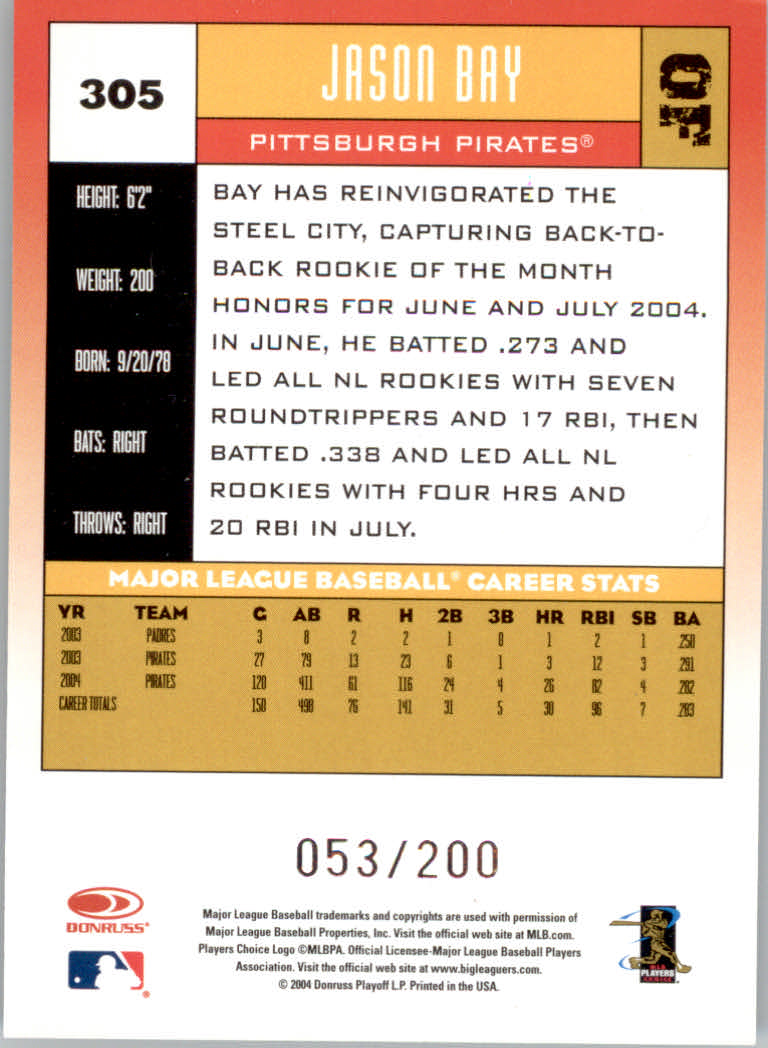 305
JASON BAY
OF
PITTSBURGH PIRATES®
HEIGHT: 6'2"
WEIGHT: 200
BORN: 9/20/78
BATS: RIGHT
THROWS: RIGHT
BAY HAS REINVIGORATED THE
STEEL CITY, CAPTURING BACK-TO-
BACK ROOKIE OF THE MONTH
HONORS FOR JUNE AND JULY 2004.
IN JUNE, HE BATTED .273 AND
LED ALL NL ROOKIES WITH SEVEN
ROUNDTRIPPERS AND 17 RBI, THEN
BATTED .338 AND LED ALL NL
ROOKIES WITH FOUR HRS AND
20 RBI IN JULY.
MAJOR LEAGUE BASEBALL® CAREER STATS
YR TEAM G AB R H 2B 3B HR RBI SB BA
2003 PADRES 3 8 2 2 1 0 1 2 1 .250
2003 PIRATES 27 79 13 23 6 1 3 12 3 .291
2004 PIRATES 120 411 61 116 24 4 26 82 4 .282
CAREER TOTALS 150 498 76 141 31 5 30 96 7 .283
053/200
DONRUSS®
Major League Baseball trademarks and copyrights are used with permission of
Major League Baseball Properties, Inc. Visit the official web site at MLB.com.
Players Choice Logo ©MLBPA. Official Licensee-Major League Baseball Players
Association. Visit the official web site at www.bigleaguers.com.
© 2004 Donruss Playoff L.P. Printed in the USA.
MLB
PLAYERS
CHOICE